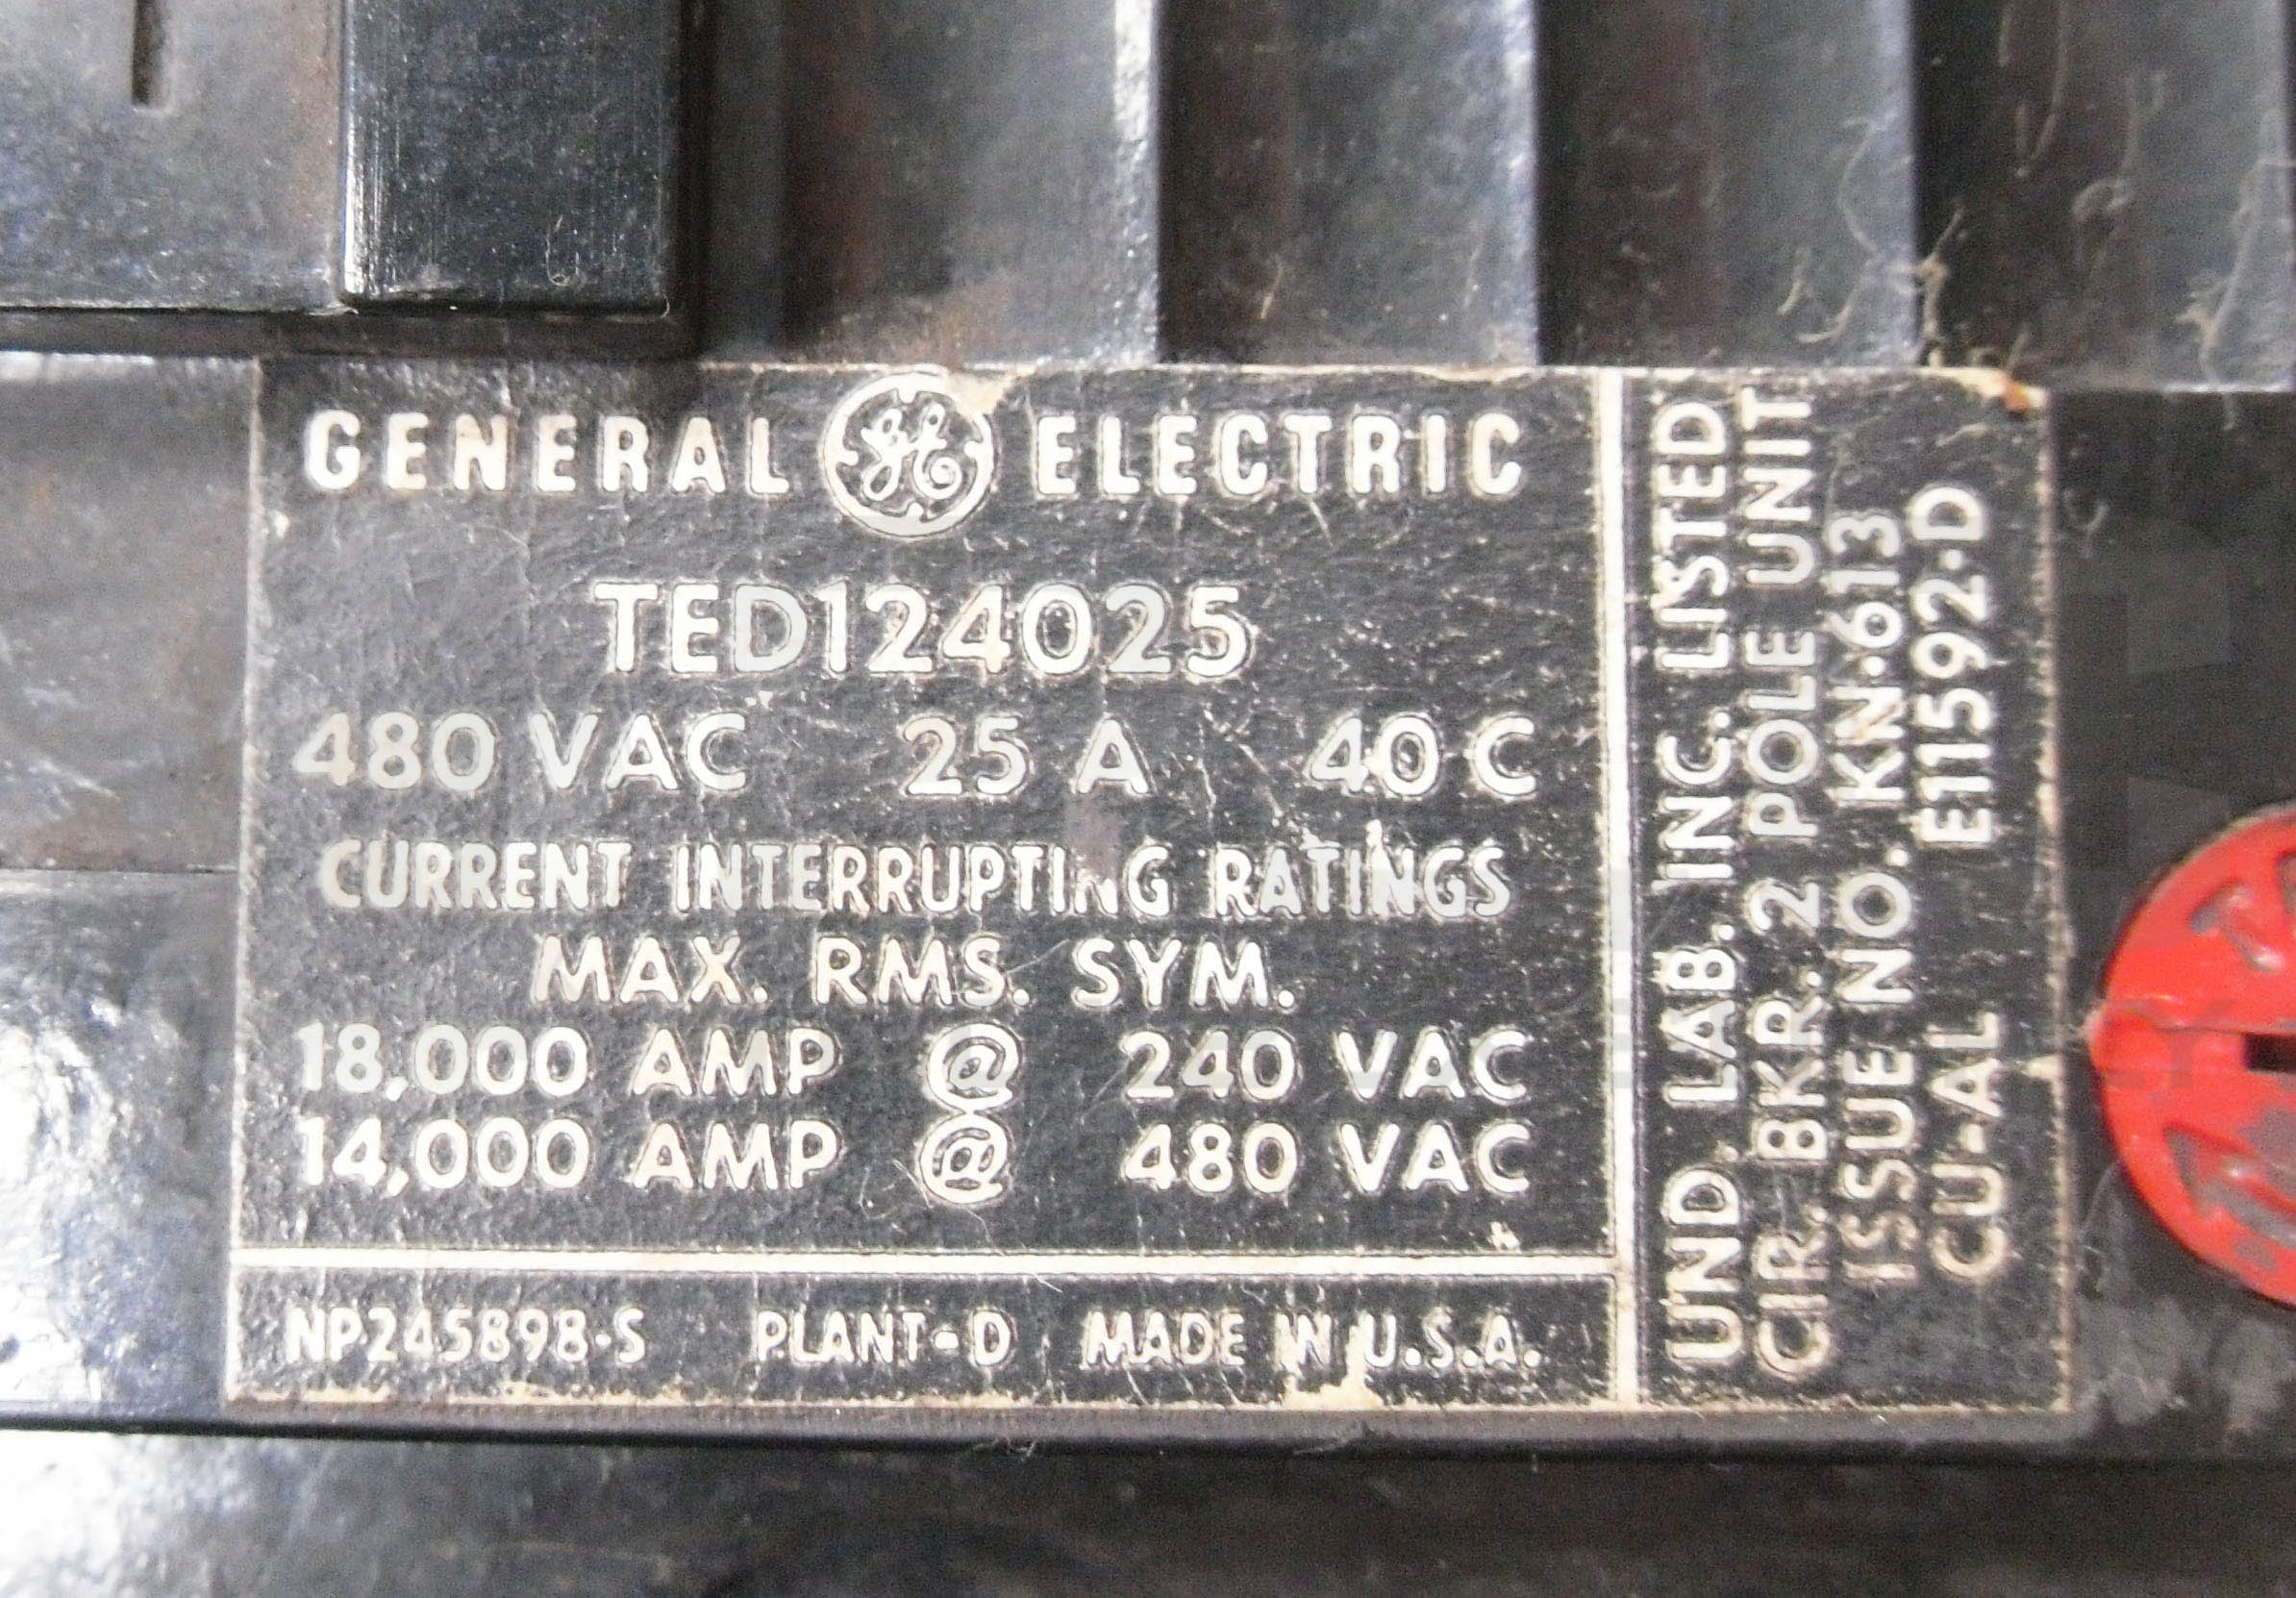 GENERAL GE ELECTRIC
TED124025
480 VAC 25 A 40 C
CURRENT INTERRUPTING RATINGS
MAX. RMS. SYM.
18,000 AMP @ 240 VAC
14,000 AMP @ 480 VAC
NP245898-S PLANT-D MADE IN U.S.A.
UND. LAB. INC. LISTED
CIR. BKR. 2 POLE UNIT
ISSUE NO. KN-613
CU-AL E11592-D